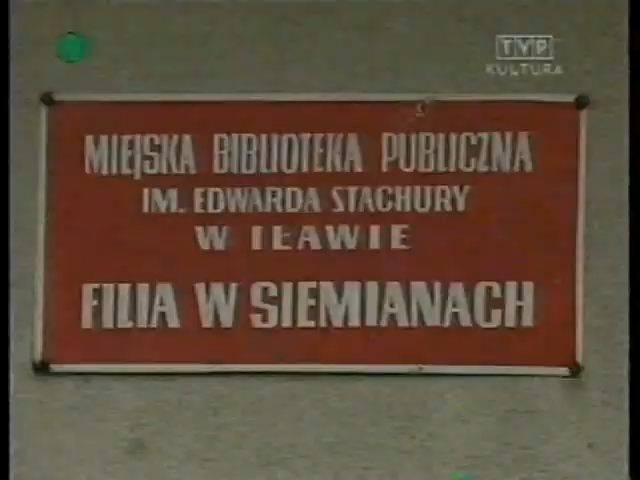 TVP
KULTURA
MIEJSKA BIBLIOTEKA PUBLICZNA
IM. EDWARDA STACHURY
W IŁAWIE
FILIA W SIEMIANACH